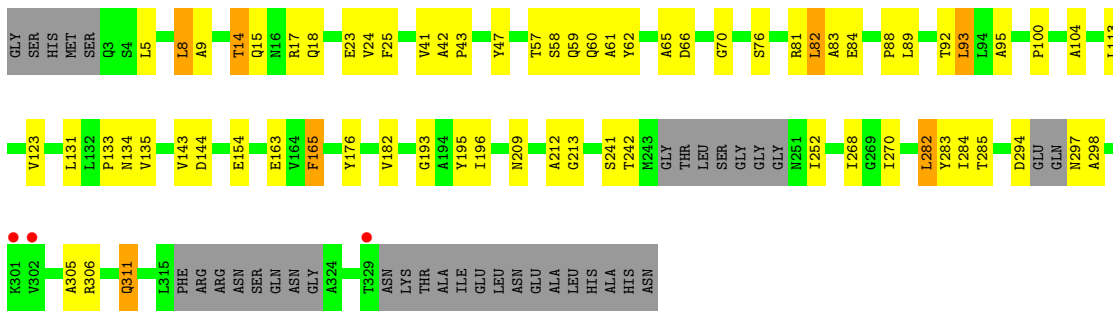 GLY SER HIS MET SER Q3 S4 L5 L8 A9 T14 Q15 N16 R17 Q18 E23 V24 F25 V41 A42 P43 Y47 T57 S58 Q59 Q60 A61 Y62 A65 D66 G70 S76 R81 L82 A83 E84 P88 L89 T92 L93 L94 A95 P100 A104
V123 L131 L132 P133 N134 V135 V143 D144 E154 E163 V164 F165 Y176 V182 G193 A194 Y195 I196 N209 A212 G213 S241 T242 M243 GLY THR LEU SER GLY GLY GLY N251 I252 I268 G269 I270 L282 Y283 I284 T285 D294 GLU GLN N297 A298
K301 V302 A305 R306 Q311 L315 PHE ARG ARG ASN SER GLN ASN GLY A324 T329 ASN LYS THR ALA ILE GLU LEU ASN GLU ALA LEU HIS ALA HIS ASN